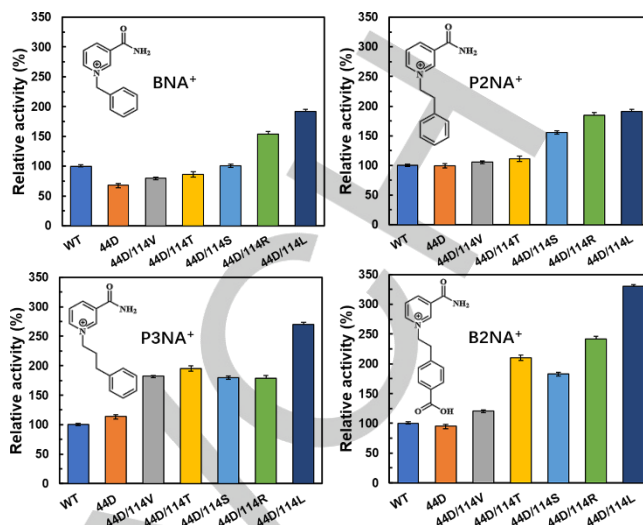 350
300
250
200
150
100
50
0
Relative activity (%)
O
NH₂
N
BNA⁺
WT
44D
44D/114V
44D/114T
44D/114S
44D/114R
44D/114L
350
300
250
200
150
100
50
0
Relative activity (%)
O
NH₂
N
P2NA⁺
WT
44D
44D/114V
44D/114T
44D/114S
44D/114R
44D/114L
350
300
250
200
150
100
50
0
Relative activity (%)
O
NH₂
N
P3NA⁺
WT
44D
44D/114V
44D/114T
44D/114S
44D/114R
44D/114L
350
300
250
200
150
100
50
0
Relative activity (%)
O
NH₂
N
B2NA⁺
O
OH
WT
44D
44D/114V
44D/114T
44D/114S
44D/114R
44D/114L